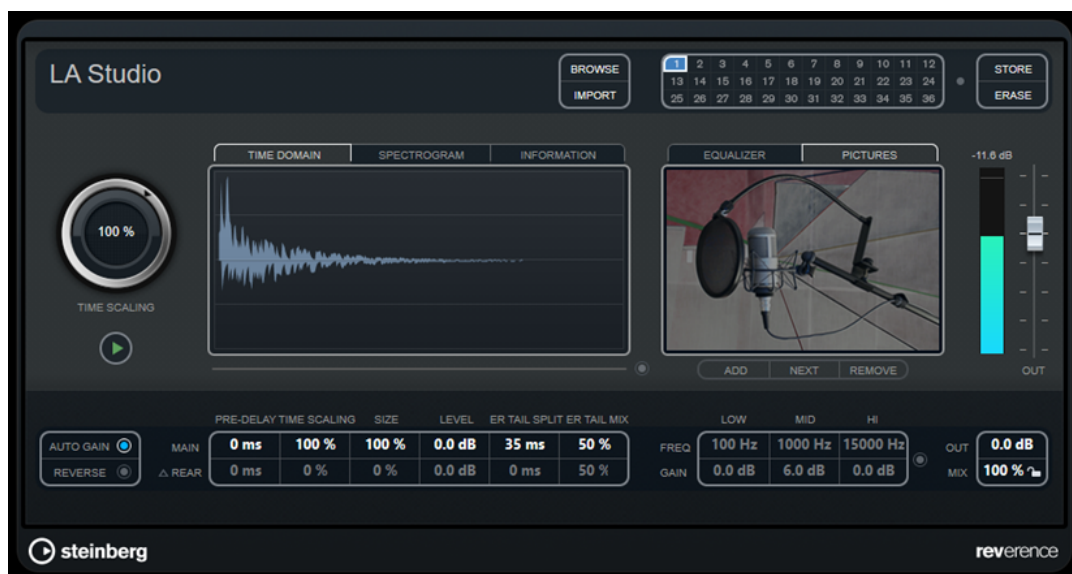 LA Studio
BROWSE
IMPORT
1 2 3 4 5 6 7 8 9 10 11 12
13 14 15 16 17 18 19 20 21 22 23 24
25 26 27 28 29 30 31 32 33 34 35 36
STORE
ERASE
TIME DOMAIN SPECTROGRAM INFORMATION
EQUALIZER PICTURES
-11.6 dB
100 %
TIME SCALING
ADD NEXT REMOVE
OUT
PRE-DELAY TIME SCALING SIZE LEVEL ER TAIL SPLIT ER TAIL MIX
LOW MID HI
AUTO GAIN MAIN 0 ms 100 % 100 % 0.0 dB 35 ms 50 %
FREQ 100 Hz 1000 Hz 15000 Hz OUT 0.0 dB
REVERSE △ REAR 0 ms 0 % 0 % 0.0 dB 0 ms 50 %
GAIN 0.0 dB 6.0 dB 0.0 dB MIX 100 %
steinberg
reverence